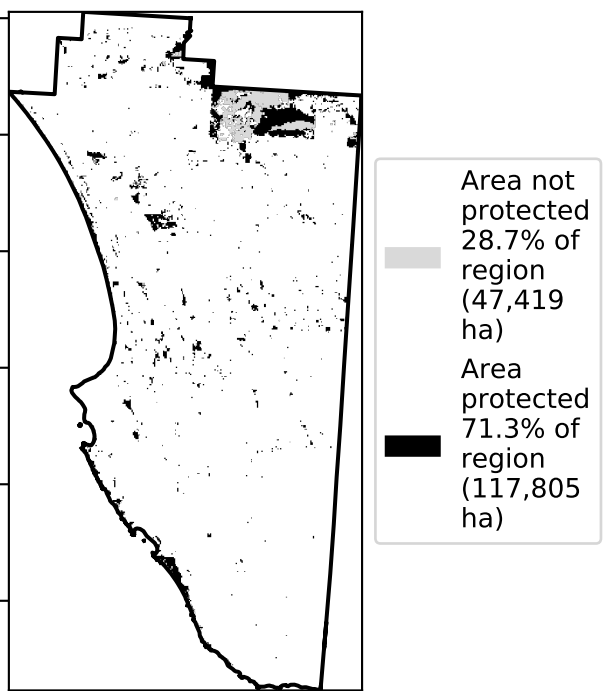 Area not
protected
28.7% of
region
(47,419
ha)
Area
protected
71.3% of
region
(117,805
ha)